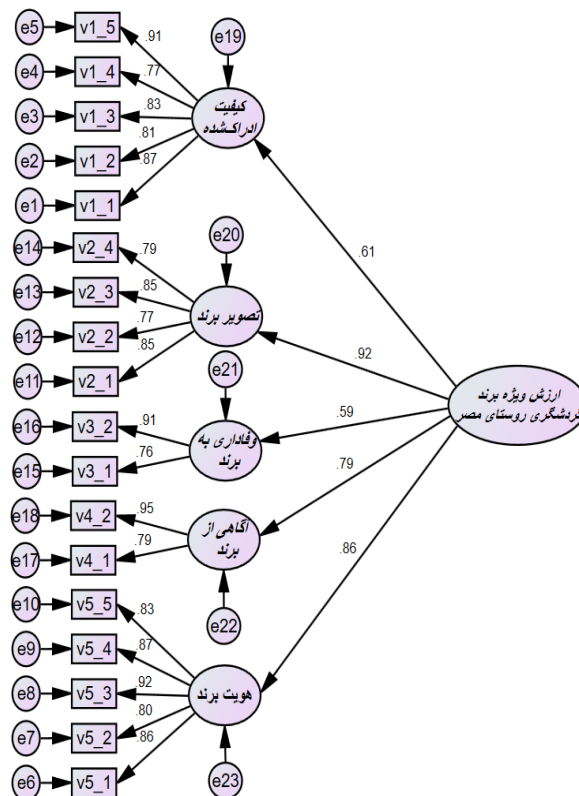 e5 v1_5 .91 e19
e4 v1_4 .77
e3 v1_3 .83 کیفیت
ادراک‌شده
e2 v1_2 .81
e1 v1_1 .87
.61
e14 v2_4 .79 e20
e13 v2_3 .85
تصویر برند
e12 v2_2 .77
e11 v2_1 .85
.92
e21
ارزش ویژه برند
گردشگری روستای مصر
e16 v3_2 .91
وفاداری به
برند
.59
e15 v3_1 .76
.79
e18 v4_2 .95
آگاهی از
برند
e17 v4_1 .79
.86
e22
e10 v5_5 .83
e9 v5_4 .87
e8 v5_3 .92
هویت برند
e7 v5_2 .80
e6 v5_1 .86
e23